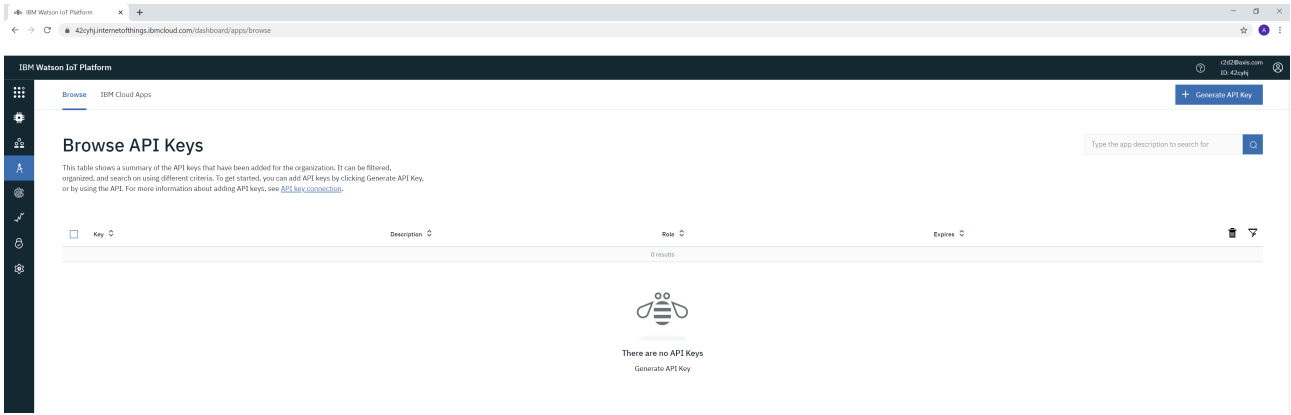 IBM Watson IoT Platform
42cyhj.internetofthings.ibmcloud.com/dashboard/apps/browse
A
IBM Watson IoT Platform
r2d2@axis.com
ID: 42cyhj
Browse
IBM Cloud Apps
+ Generate API Key
Browse API Keys
Type the app description to search for
This table shows a summary of the API keys that have been added for the organization. It can be filtered,
organized, and search on using different criteria. To get started, you can add API keys by clicking Generate API Key,
or by using the API. For more information about adding API keys, see API key connection.
Key
Description
Role
Expires
0 results
There are no API Keys
Generate API Key